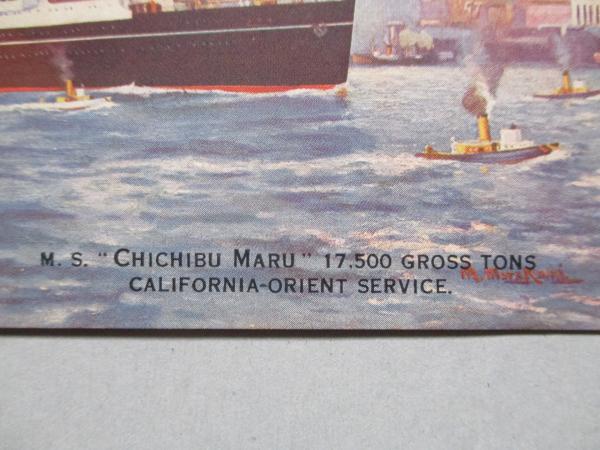 M. S. "CHICHIBU MARU" 17,500 GROSS TONS
CALIFORNIA-ORIENT SERVICE.